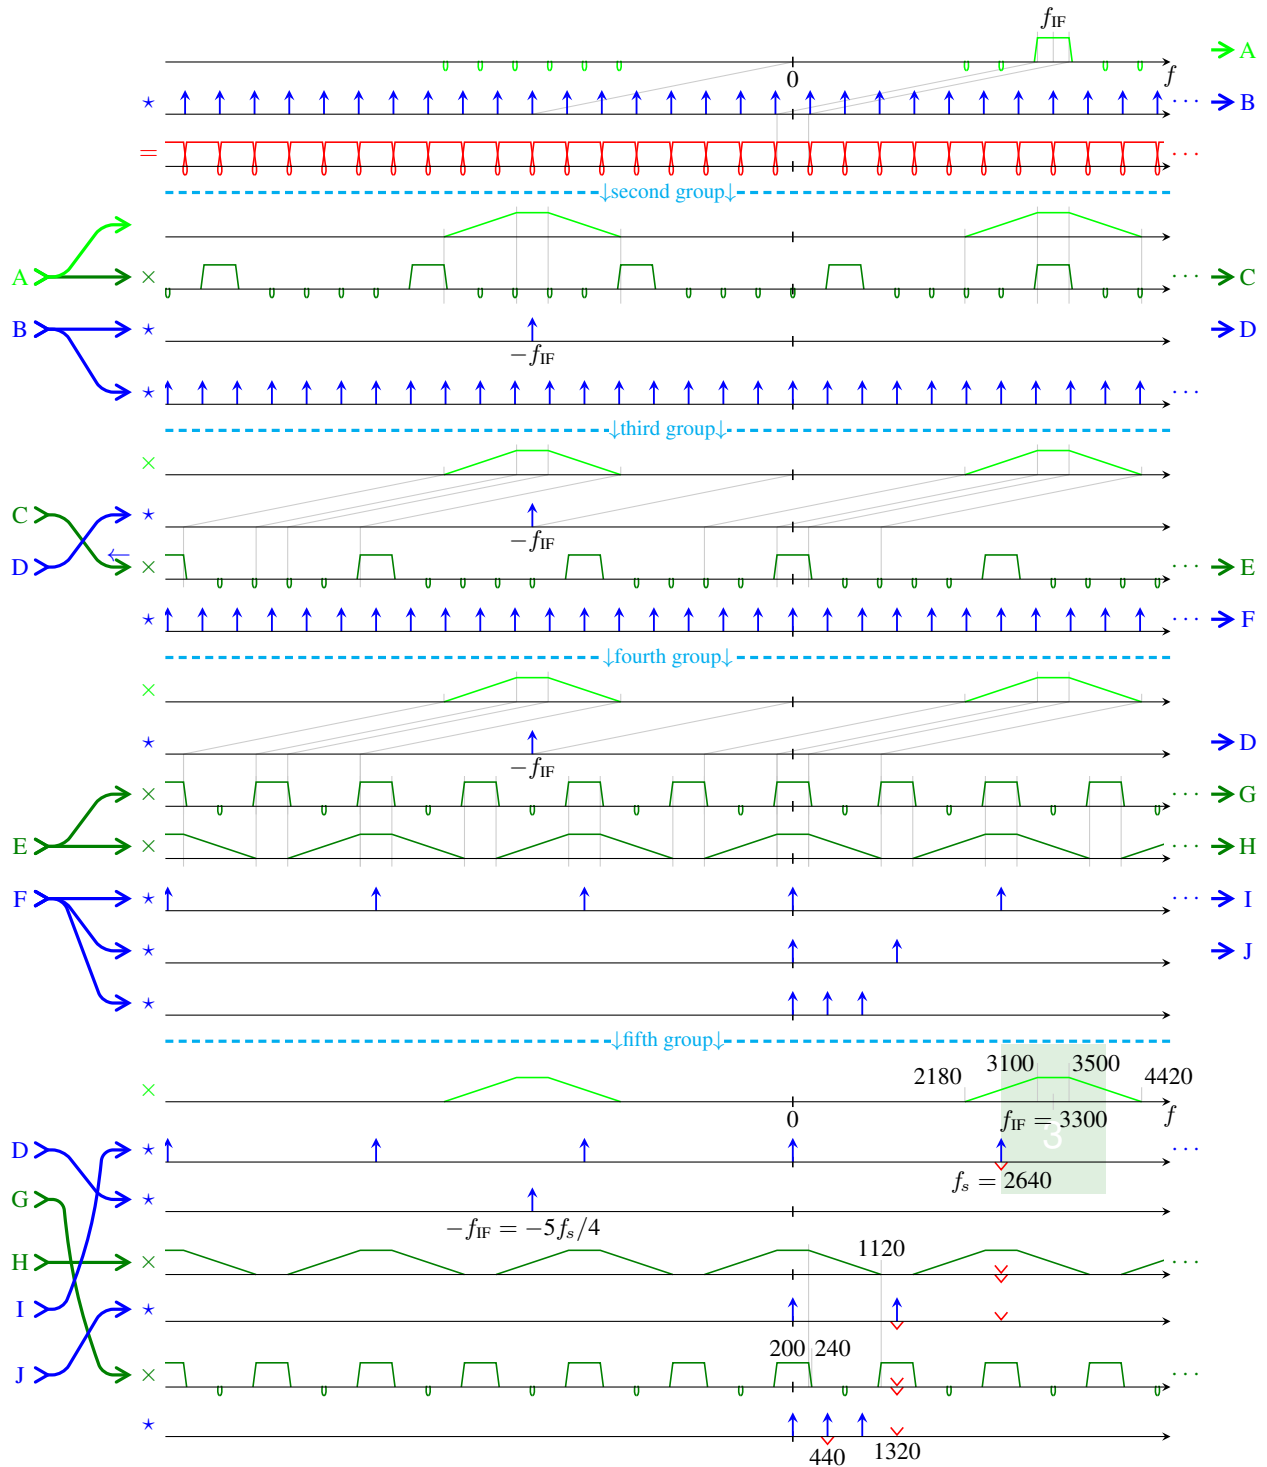 f_IF
A
0
f
⋆
⋯
B
=
⋯
↓second group↓
A
×
⋯
C
B
⋆
D
−f_IF
⋆
⋯
↓third group↓
×
C
⋆
−f_IF
←
D
×
⋯
E
⋆
⋯
F
↓fourth group↓
×
⋆
D
−f_IF
×
⋯
G
E
×
⋯
H
F
⋆
⋯
I
⋆
J
⋆
↓fifth group↓
3100 3500
2180 4420
×
0
f_IF = 3300
f
3
D
⋆
⋯
f_s = 2640
G
⋆
−f_IF = −5f_s/4
1120
H
×
⋯
I
⋆
200 240
J
×
⋯
⋆
440
1320